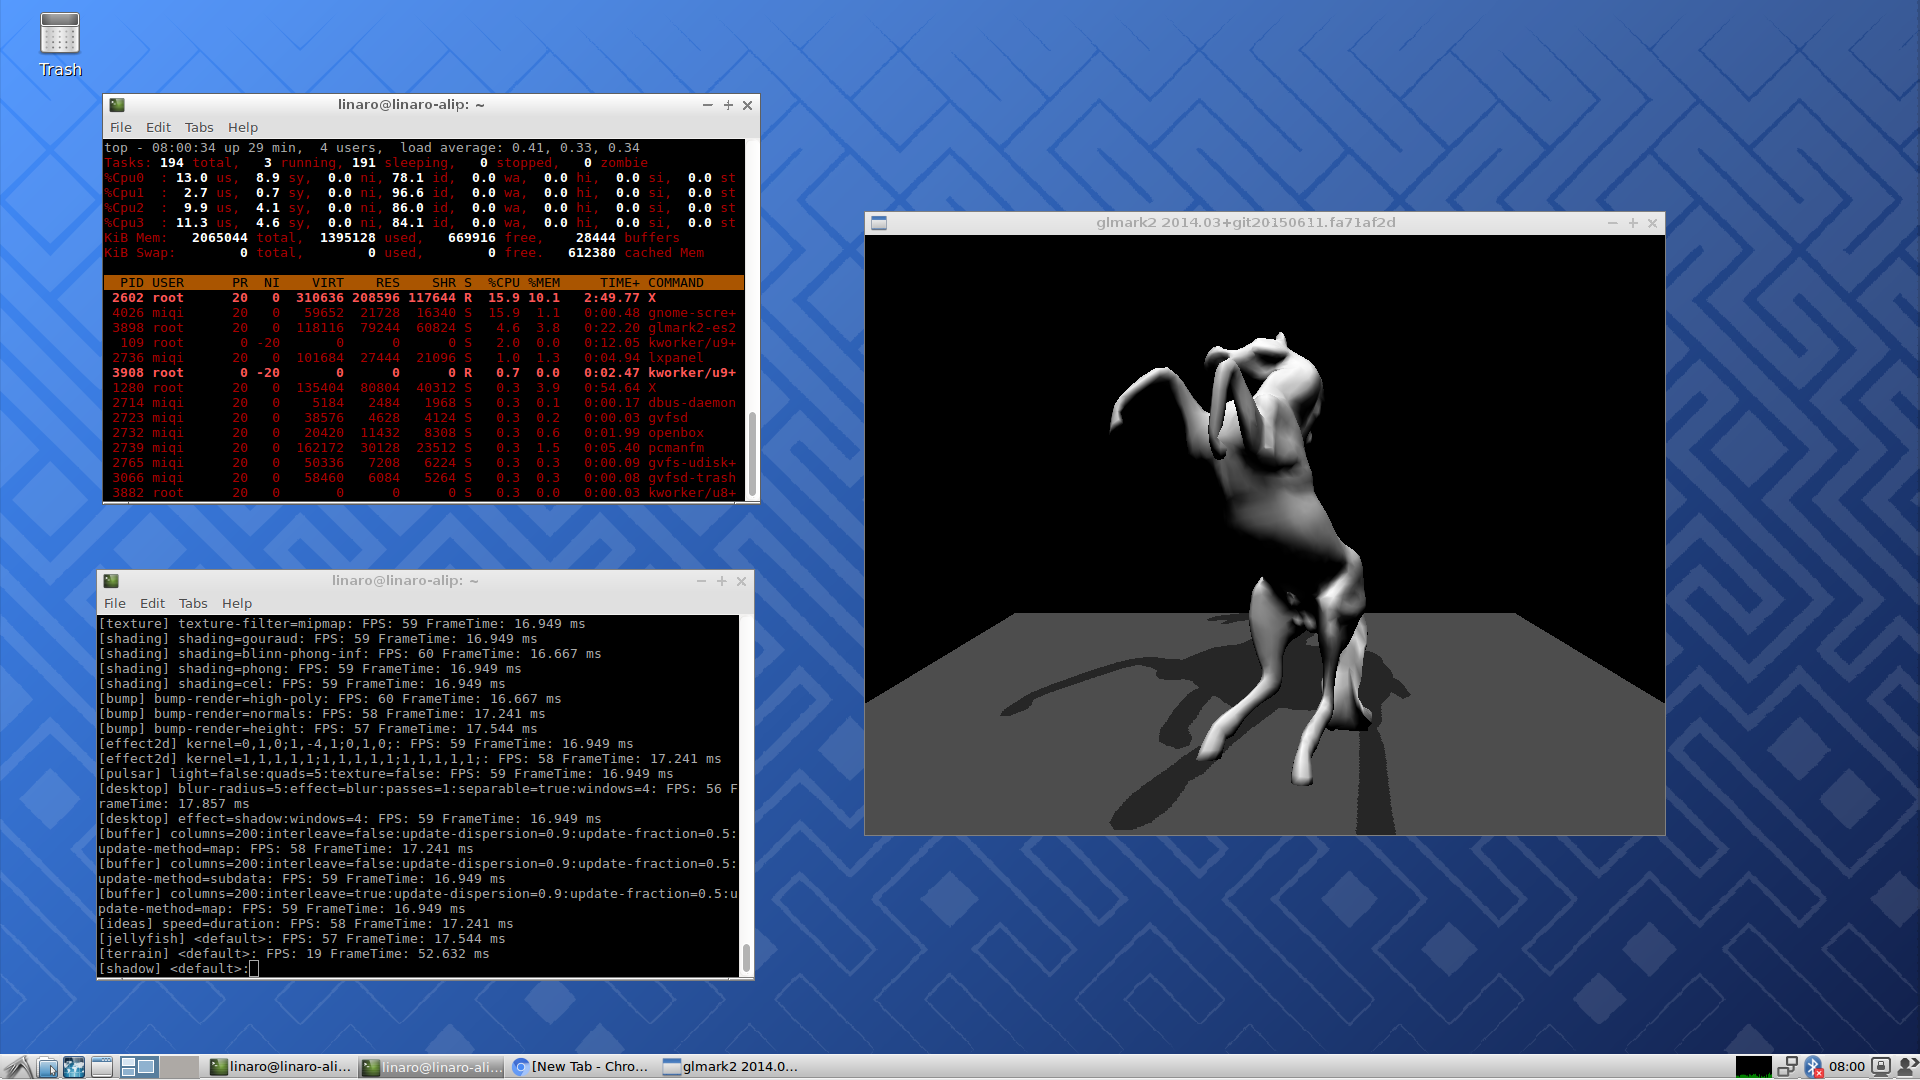 Trash
linaro@linaro-alip: ~
File Edit Tabs Help
top - 08:00:34 up 29 min,  4 users,  load average: 0.41, 0.33, 0.34
Tasks: 194 total,   3 running, 191 sleeping,   0 stopped,   0 zombie
%Cpu0  : 13.0 us,  8.9 sy,  0.0 ni, 78.1 id,  0.0 wa,  0.0 hi,  0.0 si,  0.0 st
%Cpu1  :  2.7 us,  0.7 sy,  0.0 ni, 96.6 id,  0.0 wa,  0.0 hi,  0.0 si,  0.0 st
%Cpu2  :  9.9 us,  4.1 sy,  0.0 ni, 86.0 id,  0.0 wa,  0.0 hi,  0.0 si,  0.0 st
%Cpu3  : 11.3 us,  4.6 sy,  0.0 ni, 84.1 id,  0.0 wa,  0.0 hi,  0.0 si,  0.0 st
KiB Mem:   2065044 total,  1395128 used,   669916 free,    28444 buffers
KiB Swap:        0 total,        0 used,        0 free.   612380 cached Mem
PID USER      PR  NI    VIRT    RES    SHR S  %CPU %MEM     TIME+ COMMAND
2602 root      20   0  310636 208596 117644 R  15.9 10.1   2:49.77 X
4026 miqi      20   0   59652  21728  16340 S  15.9  1.1   0:00.48 gnome-scre+
3898 root      20   0  118116  79244  60824 S   4.6  3.8   0:22.20 glmark2-es2
109 root       0 -20       0      0      0 S   2.0  0.0   0:12.05 kworker/u9+
2736 miqi      20   0  101684  27444  21096 S   1.0  1.3   0:04.94 lxpanel
3908 root       0 -20       0      0      0 R   0.7  0.0   0:02.47 kworker/u9+
1280 root      20   0  135404  80804  40312 S   0.3  3.9   0:54.64 X
2714 miqi      20   0    5184   2484   1968 S   0.3  0.1   0:00.17 dbus-daemon
2723 miqi      20   0   38576   4628   4124 S   0.3  0.2   0:00.03 gvfsd
2732 miqi      20   0   20420  11432   8308 S   0.3  0.6   0:01.99 openbox
2739 miqi      20   0  162172  30128  23512 S   0.3  1.5   0:05.40 pcmanfm
2765 miqi      20   0   50336   7208   6224 S   0.3  0.3   0:00.09 gvfs-udisk+
3066 miqi      20   0   58460   6084   5264 S   0.3  0.3   0:00.08 gvfsd-trash
3882 root      20   0       0      0      0 S   0.3  0.0   0:00.03 kworker/u8+
glmark2 2014.03+git20150611.fa71af2d
linaro@linaro-alip: ~
File Edit Tabs Help
[texture] texture-filter=mipmap: FPS: 59 FrameTime: 16.949 ms
[shading] shading=gouraud: FPS: 59 FrameTime: 16.949 ms
[shading] shading=blinn-phong-inf: FPS: 60 FrameTime: 16.667 ms
[shading] shading=phong: FPS: 59 FrameTime: 16.949 ms
[shading] shading=cel: FPS: 59 FrameTime: 16.949 ms
[bump] bump-render=high-poly: FPS: 60 FrameTime: 16.667 ms
[bump] bump-render=normals: FPS: 58 FrameTime: 17.241 ms
[bump] bump-render=height: FPS: 57 FrameTime: 17.544 ms
[effect2d] kernel=0,1,0;1,-4,1;0,1,0;: FPS: 59 FrameTime: 16.949 ms
[effect2d] kernel=1,1,1,1,1;1,1,1,1,1;1,1,1,1,1;: FPS: 58 FrameTime: 17.241 ms
[pulsar] light=false:quads=5:texture=false: FPS: 59 FrameTime: 16.949 ms
[desktop] blur-radius=5:effect=blur:passes=1:separable=true:windows=4: FPS: 56 F
rameTime: 17.857 ms
[desktop] effect=shadow:windows=4: FPS: 59 FrameTime: 16.949 ms
[buffer] columns=200:interleave=false:update-dispersion=0.9:update-fraction=0.5:
update-method=map: FPS: 58 FrameTime: 17.241 ms
[buffer] columns=200:interleave=false:update-dispersion=0.9:update-fraction=0.5:
update-method=subdata: FPS: 59 FrameTime: 16.949 ms
[buffer] columns=200:interleave=true:update-dispersion=0.9:update-fraction=0.5:u
pdate-method=map: FPS: 59 FrameTime: 16.949 ms
[ideas] speed=duration: FPS: 58 FrameTime: 17.241 ms
[jellyfish] <default>: FPS: 57 FrameTime: 17.544 ms
[terrain] <default>: FPS: 19 FrameTime: 52.632 ms
[shadow] <default>:
linaro@linaro-ali... linaro@linaro-ali... [New Tab - Chro... glmark2 2014.0... 08:00